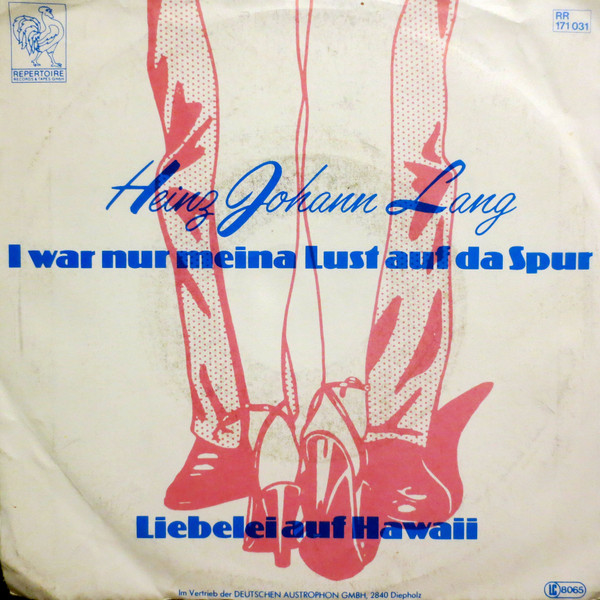 REPERTOIRE
RECORDS & TAPES GMBH
RR
171 031
Heinz Johann Lang
I war nur meina Lust auf da Spur
Liebelei auf Hawaii
Im Vertrieb der DEUTSCHEN AUSTROPHON GMBH, 2840 Diepholz
LC 8065